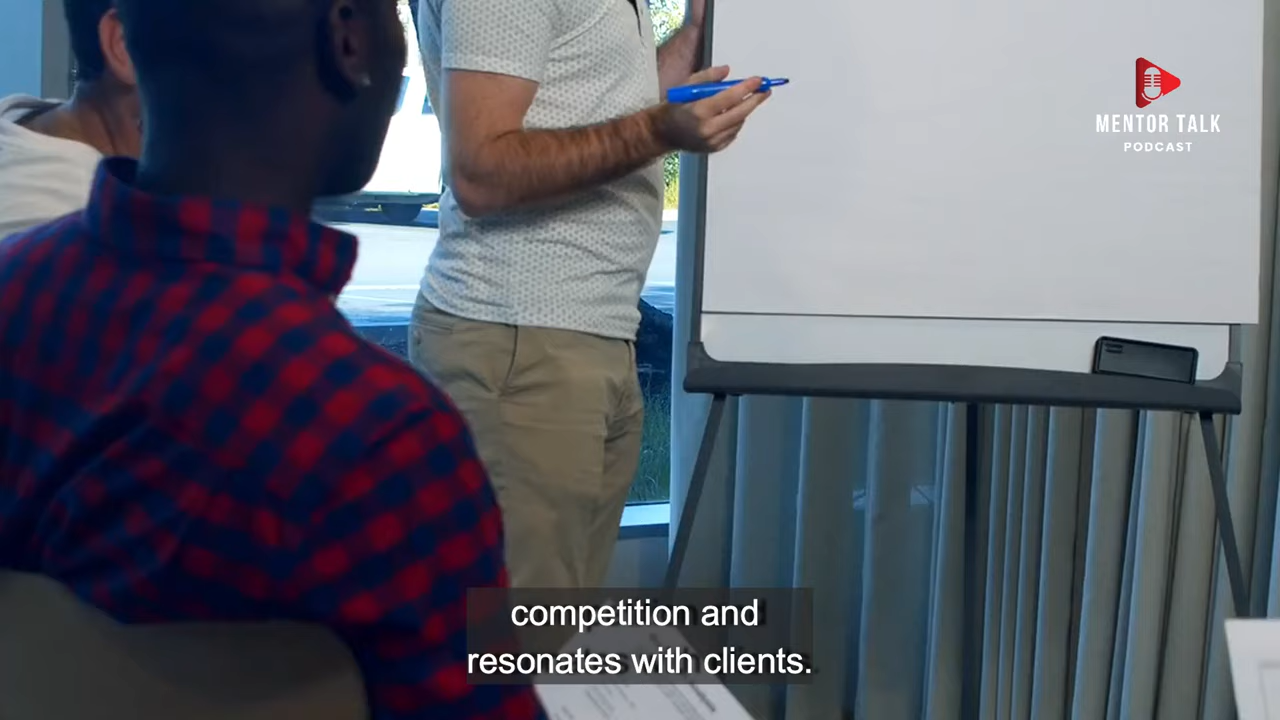 MENTOR TALK
PODCAST
competition and
resonates with clients.